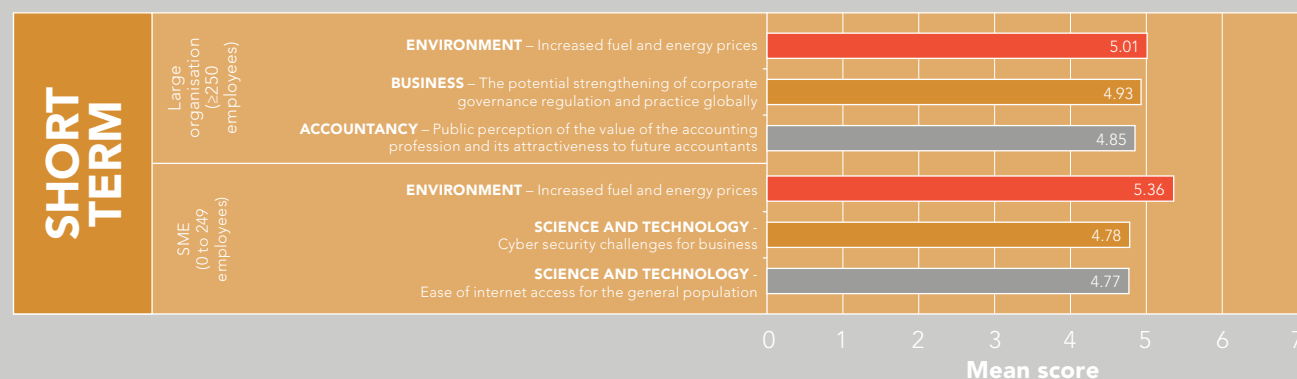 SHORT
TERM
Large
organisation
(≥250
employees)
ENVIRONMENT – Increased fuel and energy prices
5.01
BUSINESS – The potential strengthening of corporate
governance regulation and practice globally
4.93
ACCOUNTANCY – Public perception of the value of the accounting
profession and its attractiveness to future accountants
4.85
SME
(0 to 249
employees)
ENVIRONMENT – Increased fuel and energy prices
5.36
SCIENCE AND TECHNOLOGY -
Cyber security challenges for business
4.78
SCIENCE AND TECHNOLOGY -
Ease of internet access for the general population
4.77
0 1 2 3 4 5 6 7
Mean score